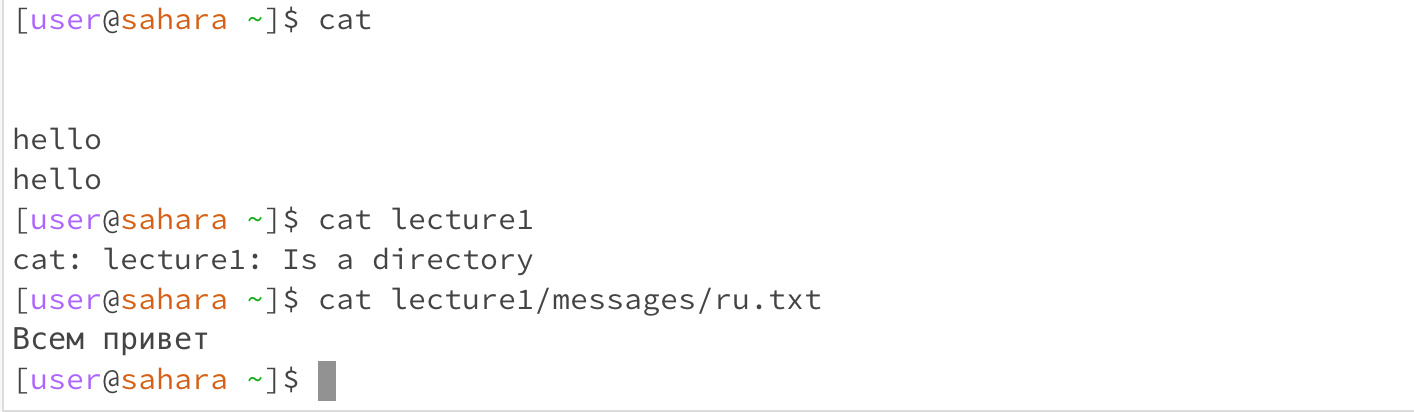 [user@sahara ~]$ cat
hello
hello
[user@sahara ~]$ cat lecture1
cat: lecture1: Is a directory
[user@sahara ~]$ cat lecture1/messages/ru.txt
Всем привет
[user@sahara ~]$